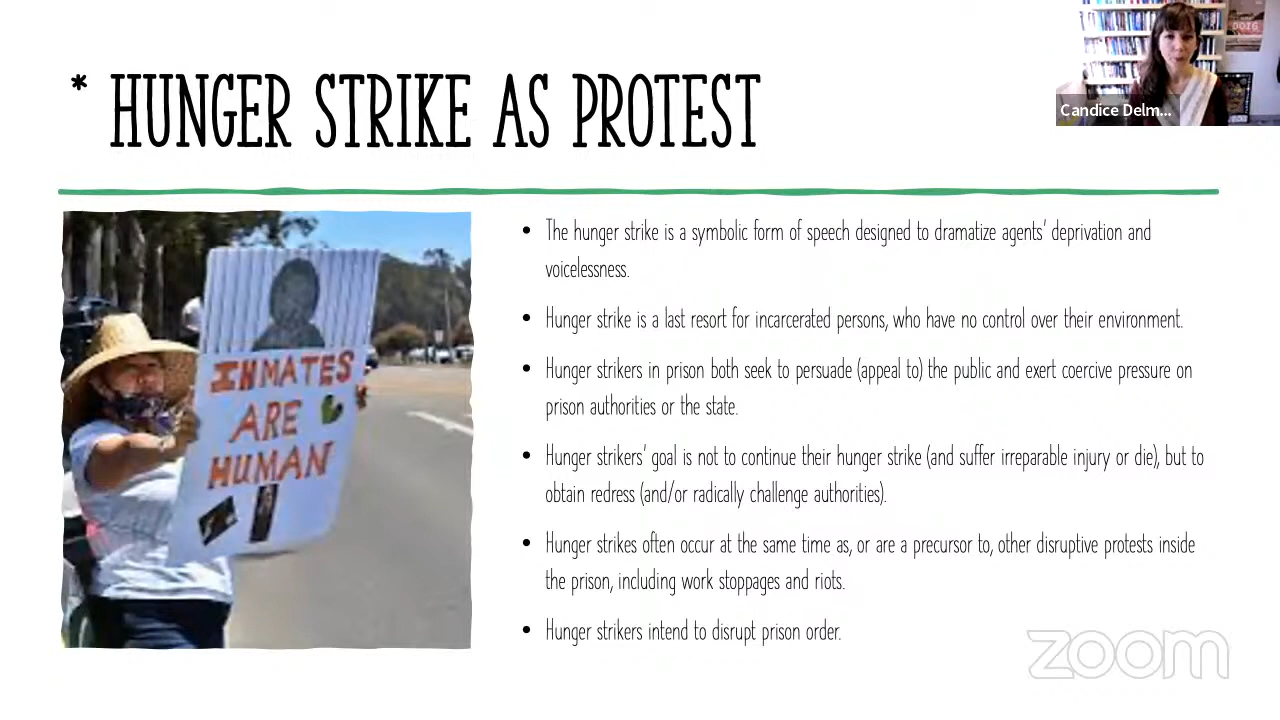 * HUNGER STRIKE AS PROTEST
Candice Delm...
INMATES
ARE
HUMAN
• The hunger strike is a symbolic form of speech designed to dramatize agents' deprivation and
voicelessness.
• Hunger strike is a last resort for incarcerated persons, who have no control over their environment.
• Hunger strikers in prison both seek to persuade (appeal to) the public and exert coercive pressure on
prison authorities or the state.
• Hunger strikers' goal is not to continue their hunger strike (and suffer irreparable injury or die), but to
obtain redress (and/or radically challenge authorities).
• Hunger strikes often occur at the same time as, or are a precursor to, other disruptive protests inside
the prison, including work stoppages and riots.
• Hunger strikers intend to disrupt prison order.
zoom